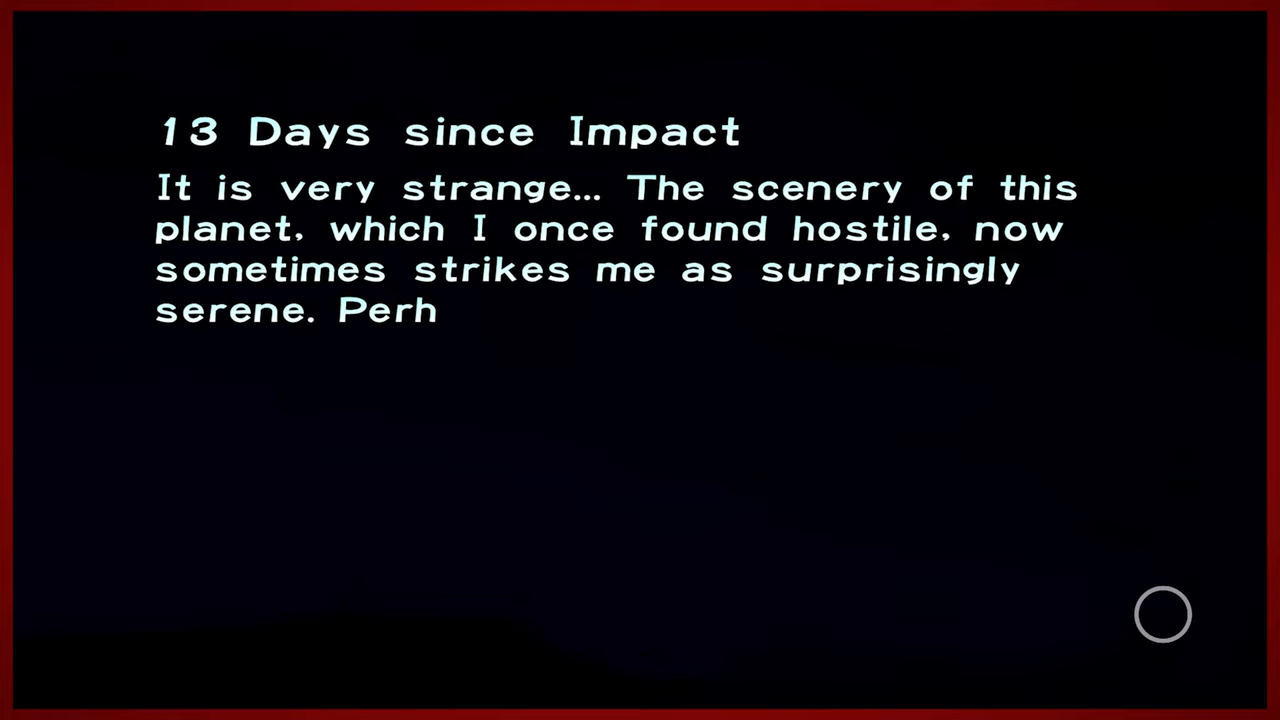 13 Days since Impact
It is very strange... The scenery of this
planet, which I once found hostile, now
sometimes strikes me as surprisingly
serene. Perh